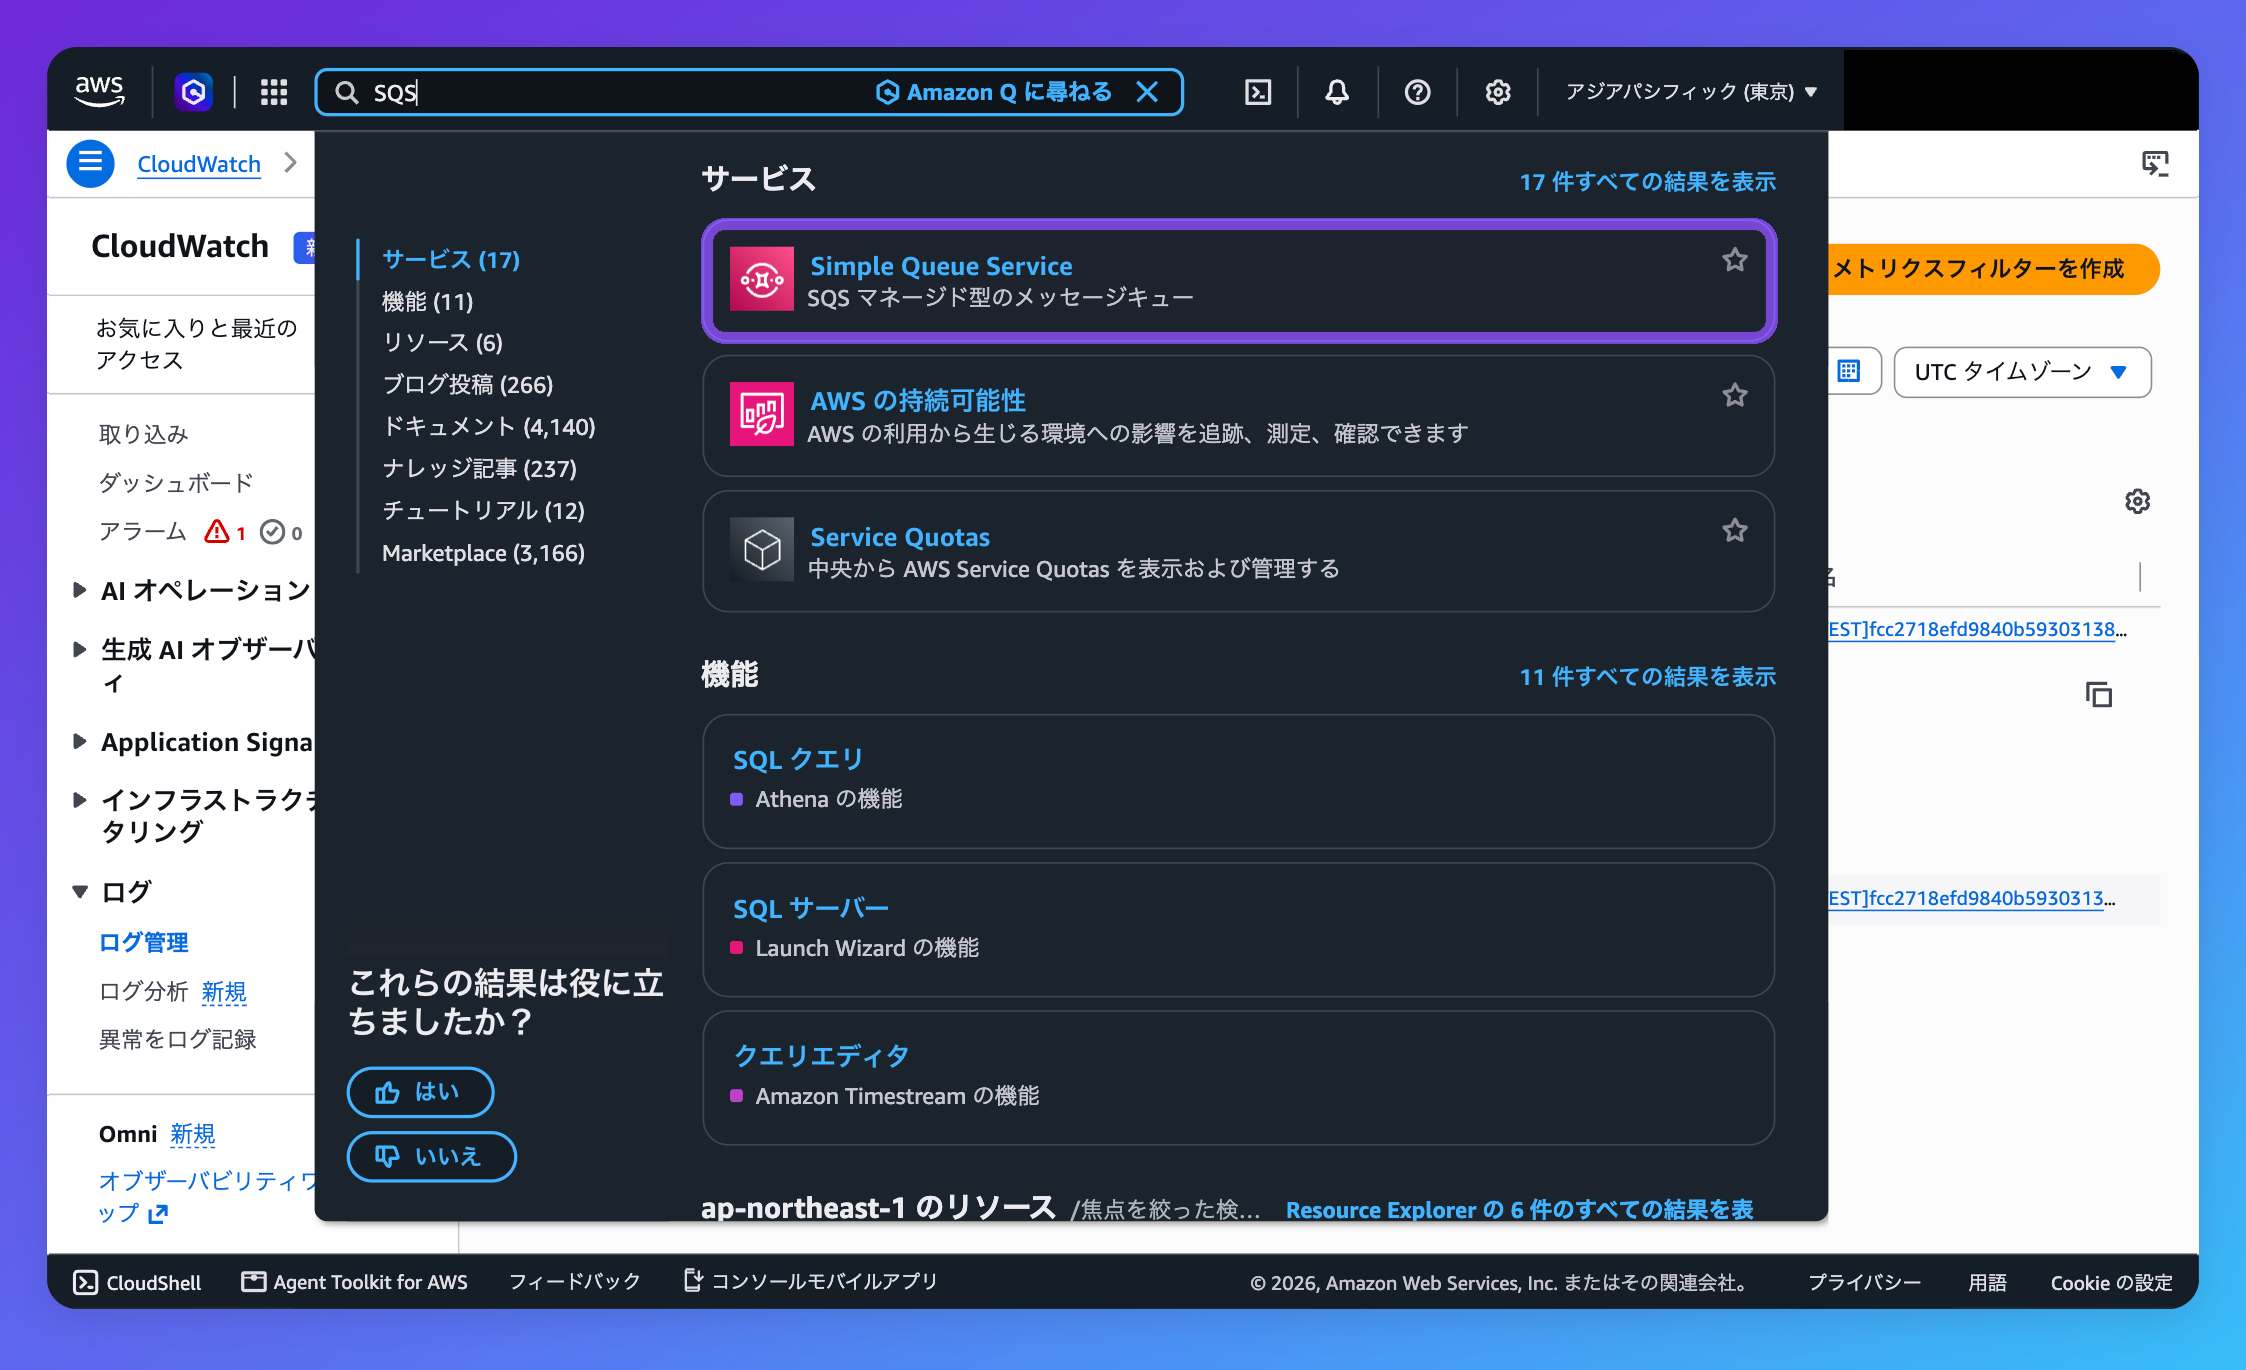 aws
SQS
Amazon Q に尋ねる
アジアパシフィック (東京)
CloudWatch
CloudWatch
お気に入りと最近の
アクセス
取り込み
ダッシュボード
アラーム 1 0
AI オペレーション
生成 AI オブザーバ
ィ
Application Signa
インフラストラクチ
タリング
ログ
ログ管理
ログ分析 新規
異常をログ記録
Omni 新規
オブザーバビリティワ
ップ
サービス (17)
機能 (11)
リソース (6)
ブログ投稿 (266)
ドキュメント (4,140)
ナレッジ記事 (237)
チュートリアル (12)
Marketplace (3,166)
これらの結果は役に立
ちましたか？
はい
いいえ
サービス
17 件すべての結果を表示
Simple Queue Service
SQS マネージド型のメッセージキュー
AWS の持続可能性
AWS の利用から生じる環境への影響を追跡、測定、確認できます
Service Quotas
中央から AWS Service Quotas を表示および管理する
機能
11 件すべての結果を表示
SQL クエリ
Athena の機能
SQL サーバー
Launch Wizard の機能
クエリエディタ
Amazon Timestream の機能
ap-northeast-1 のリソース /焦点を絞った検... Resource Explorer の 6 件のすべての結果を表
メトリクスフィルターを作成
UTC タイムゾーン
名
EST]fcc2718efd9840b59303138...
EST]fcc2718efd9840b5930313...
CloudShell
Agent Toolkit for AWS
フィードバック
コンソールモバイルアプリ
© 2026, Amazon Web Services, Inc. またはその関連会社。
プライバシー
用語
Cookie の設定